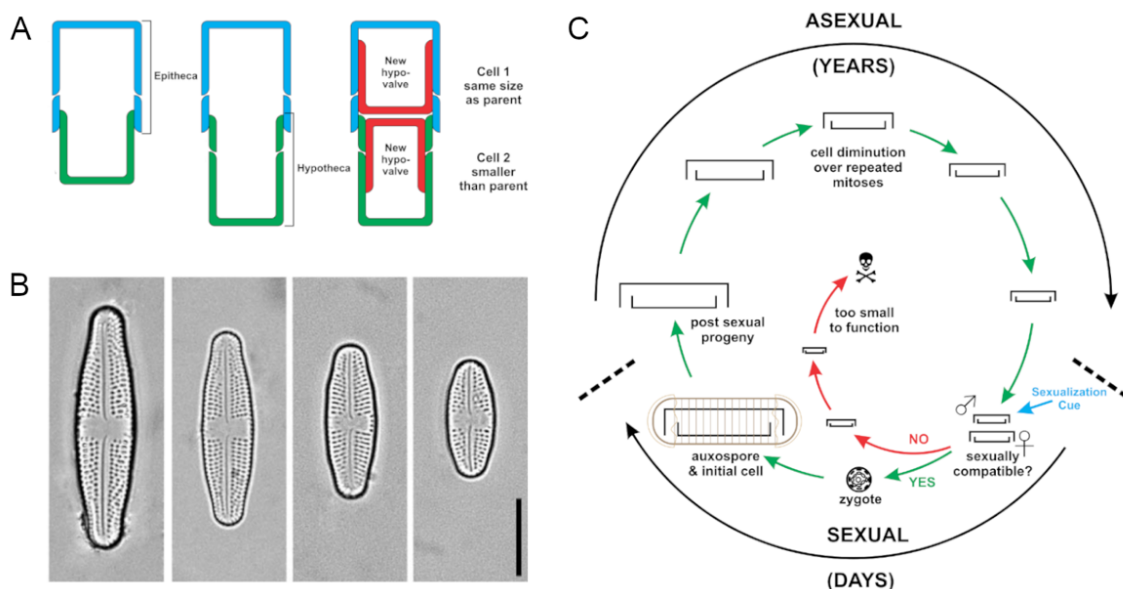 A
Epitheca
Hypotheca
New
hypo-
valve
New
hypo-
valve
Cell 1
same size
as parent
Cell 2
smaller
than parent
B
C
ASEXUAL
(YEARS)
cell diminution
over repeated
mitoses
post sexual
progeny
too small
to function
Sexualization
Cue
♂
♀
sexually
compatible?
NO
YES
zygote
auxospore
& initial cell
SEXUAL
(DAYS)